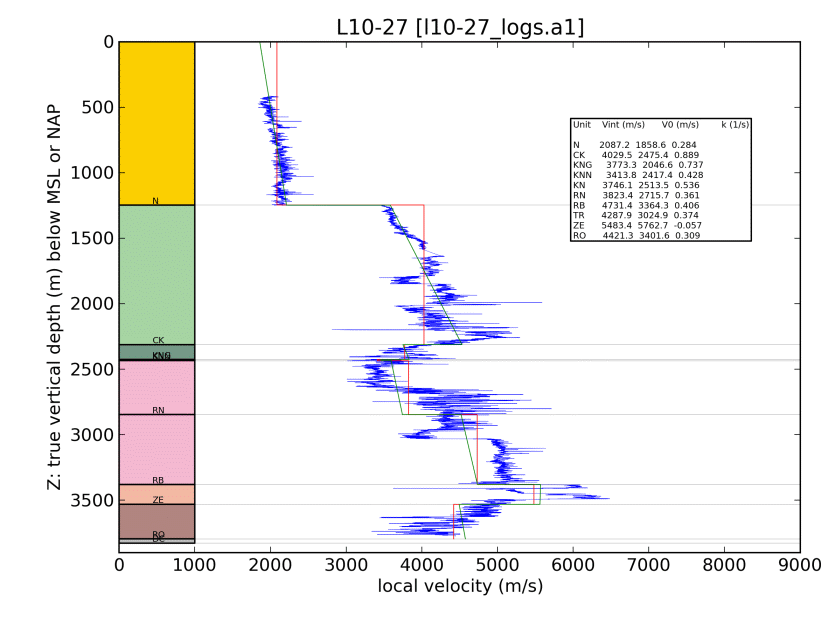 L10-27 [l10-27_logs.a1]
0
500
1000
1500
2000
2500
3000
3500
Z: true vertical depth (m) below MSL or NAP
N
CK
KNG
RN
RB
ZE
RO
DC
Unit Vint (m/s) V0 (m/s) k (1/s)
N 2087.2 1858.6 0.284
CK 4029.5 2475.4 0.889
KNG 3773.3 2046.6 0.737
KNN 3413.8 2417.4 0.428
KN 3746.1 2513.5 0.536
RN 3823.4 2715.7 0.361
RB 4731.4 3364.3 0.406
TR 4287.9 3024.9 0.374
ZE 5483.4 5762.7 -0.057
RO 4421.3 3401.6 0.309
0 1000 2000 3000 4000 5000 6000 7000 8000 9000
local velocity (m/s)